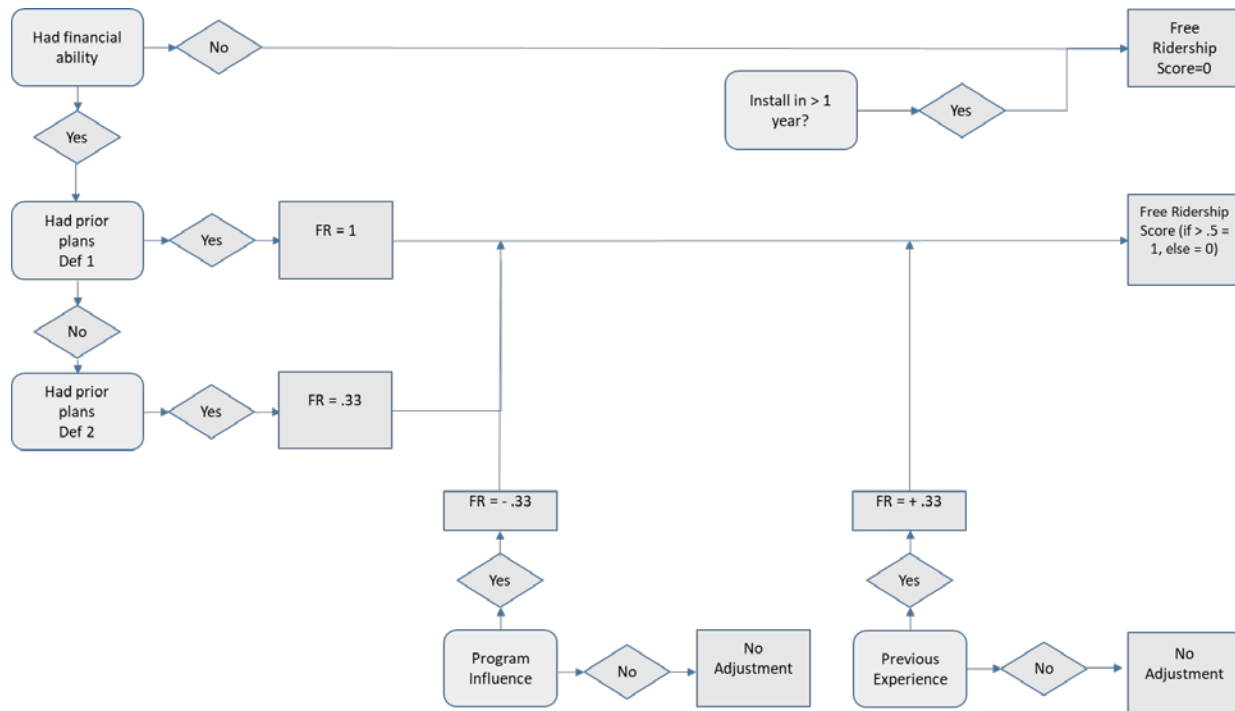 Had financial
ability
No
Free
Ridership
Score=0
Install in > 1
year?
Yes
Yes
Had prior
plans
Def 1
Yes
FR = 1
Free Ridership
Score (if > .5 =
1, else = 0)
No
Had prior
plans
Def 2
Yes
FR = .33
FR = - .33
FR = + .33
Yes
Yes
Program
Influence
No
No
Adjustment
Previous
Experience
No
No
Adjustment